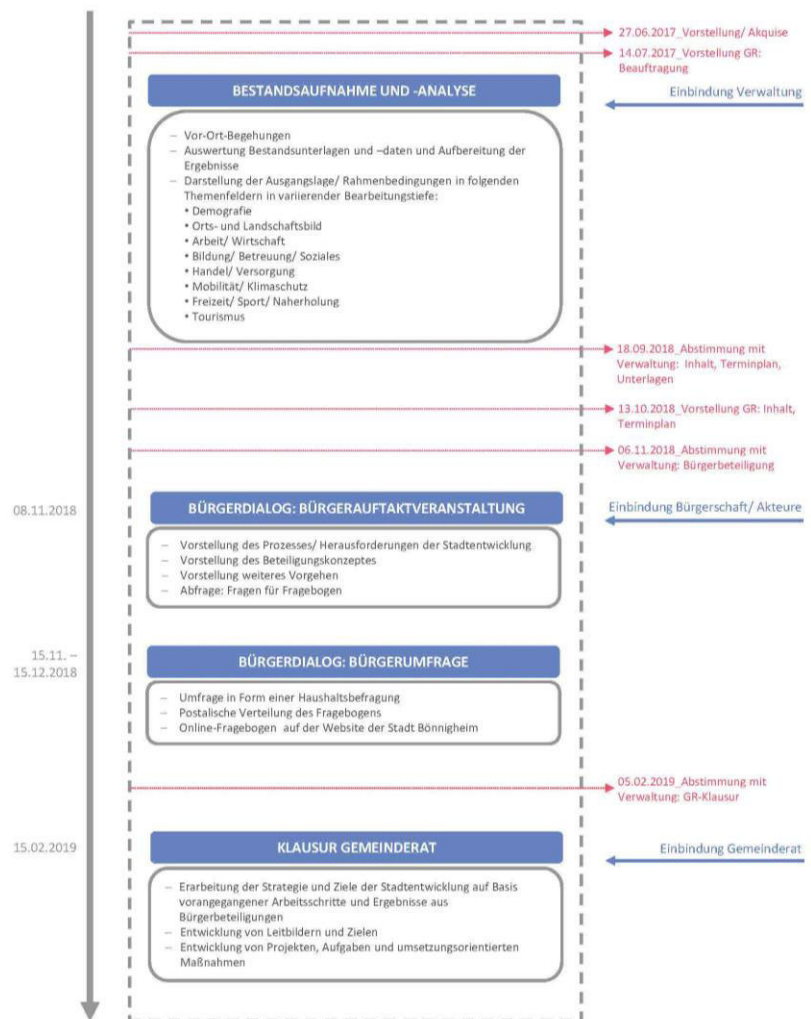 27.06.2017_Vorstellung/ Akquise
14.07.2017_Vorstellung GR:
Beauftragung
BESTANDSAUFNAHME UND -ANALYSE
Einbindung Verwaltung
– Vor-Ort-Begehungen
– Auswertung Bestandsunterlagen und –daten und Aufbereitung der
Ergebnisse
– Darstellung der Ausgangslage/ Rahmenbedingungen in folgenden
Themenfeldern in variierender Bearbeitungstiefe:
• Demografie
• Orts- und Landschaftsbild
• Arbeit/ Wirtschaft
• Bildung/ Betreuung/ Soziales
• Handel/ Versorgung
• Mobilität/ Klimaschutz
• Freizeit/ Sport/ Naherholung
• Tourismus
18.09.2018_Abstimmung mit
Verwaltung: Inhalt, Terminplan,
Unterlagen
13.10.2018_Vorstellung GR: Inhalt,
Terminplan
06.11.2018_Abstimmung mit
Verwaltung: Bürgerbeteiligung
08.11.2018
BÜRGERDIALOG: BÜRGERAUFTAKTVERANSTALTUNG
Einbindung Bürgerschaft/ Akteure
– Vorstellung des Prozesses/ Herausforderungen der Stadtentwicklung
– Vorstellung des Beteiligungskonzeptes
– Vorstellung weiteres Vorgehen
– Abfrage: Fragen für Fragebogen
15.11. –
15.12.2018
BÜRGERDIALOG: BÜRGERUMFRAGE
– Umfrage in Form einer Haushaltsbefragung
– Postalische Verteilung des Fragebogens
– Online-Fragebogen auf der Website der Stadt Bönnigheim
05.02.2019_Abstimmung mit
Verwaltung: GR-Klausur
15.02.2019
KLAUSUR GEMEINDERAT
Einbindung Gemeinderat
– Erarbeitung der Strategie und Ziele der Stadtentwicklung auf Basis
vorangegangener Arbeitsschritte und Ergebnisse aus
Bürgerbeteiligungen
– Entwicklung von Leitbildern und Zielen
– Entwicklung von Projekten, Aufgaben und umsetzungsorientierten
Maßnahmen